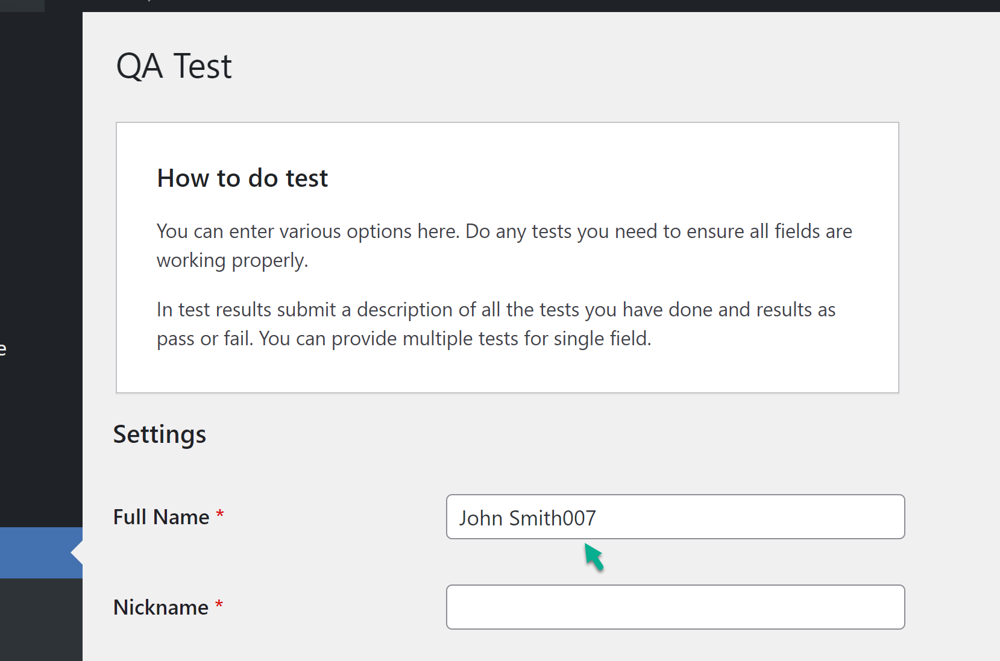 QA Test
How to do test
You can enter various options here. Do any tests you need to ensure all fields are
working properly.
In test results submit a description of all the tests you have done and results as
pass or fail. You can provide multiple tests for single field.
e
Settings
Full Name *
John Smith007
Nickname *